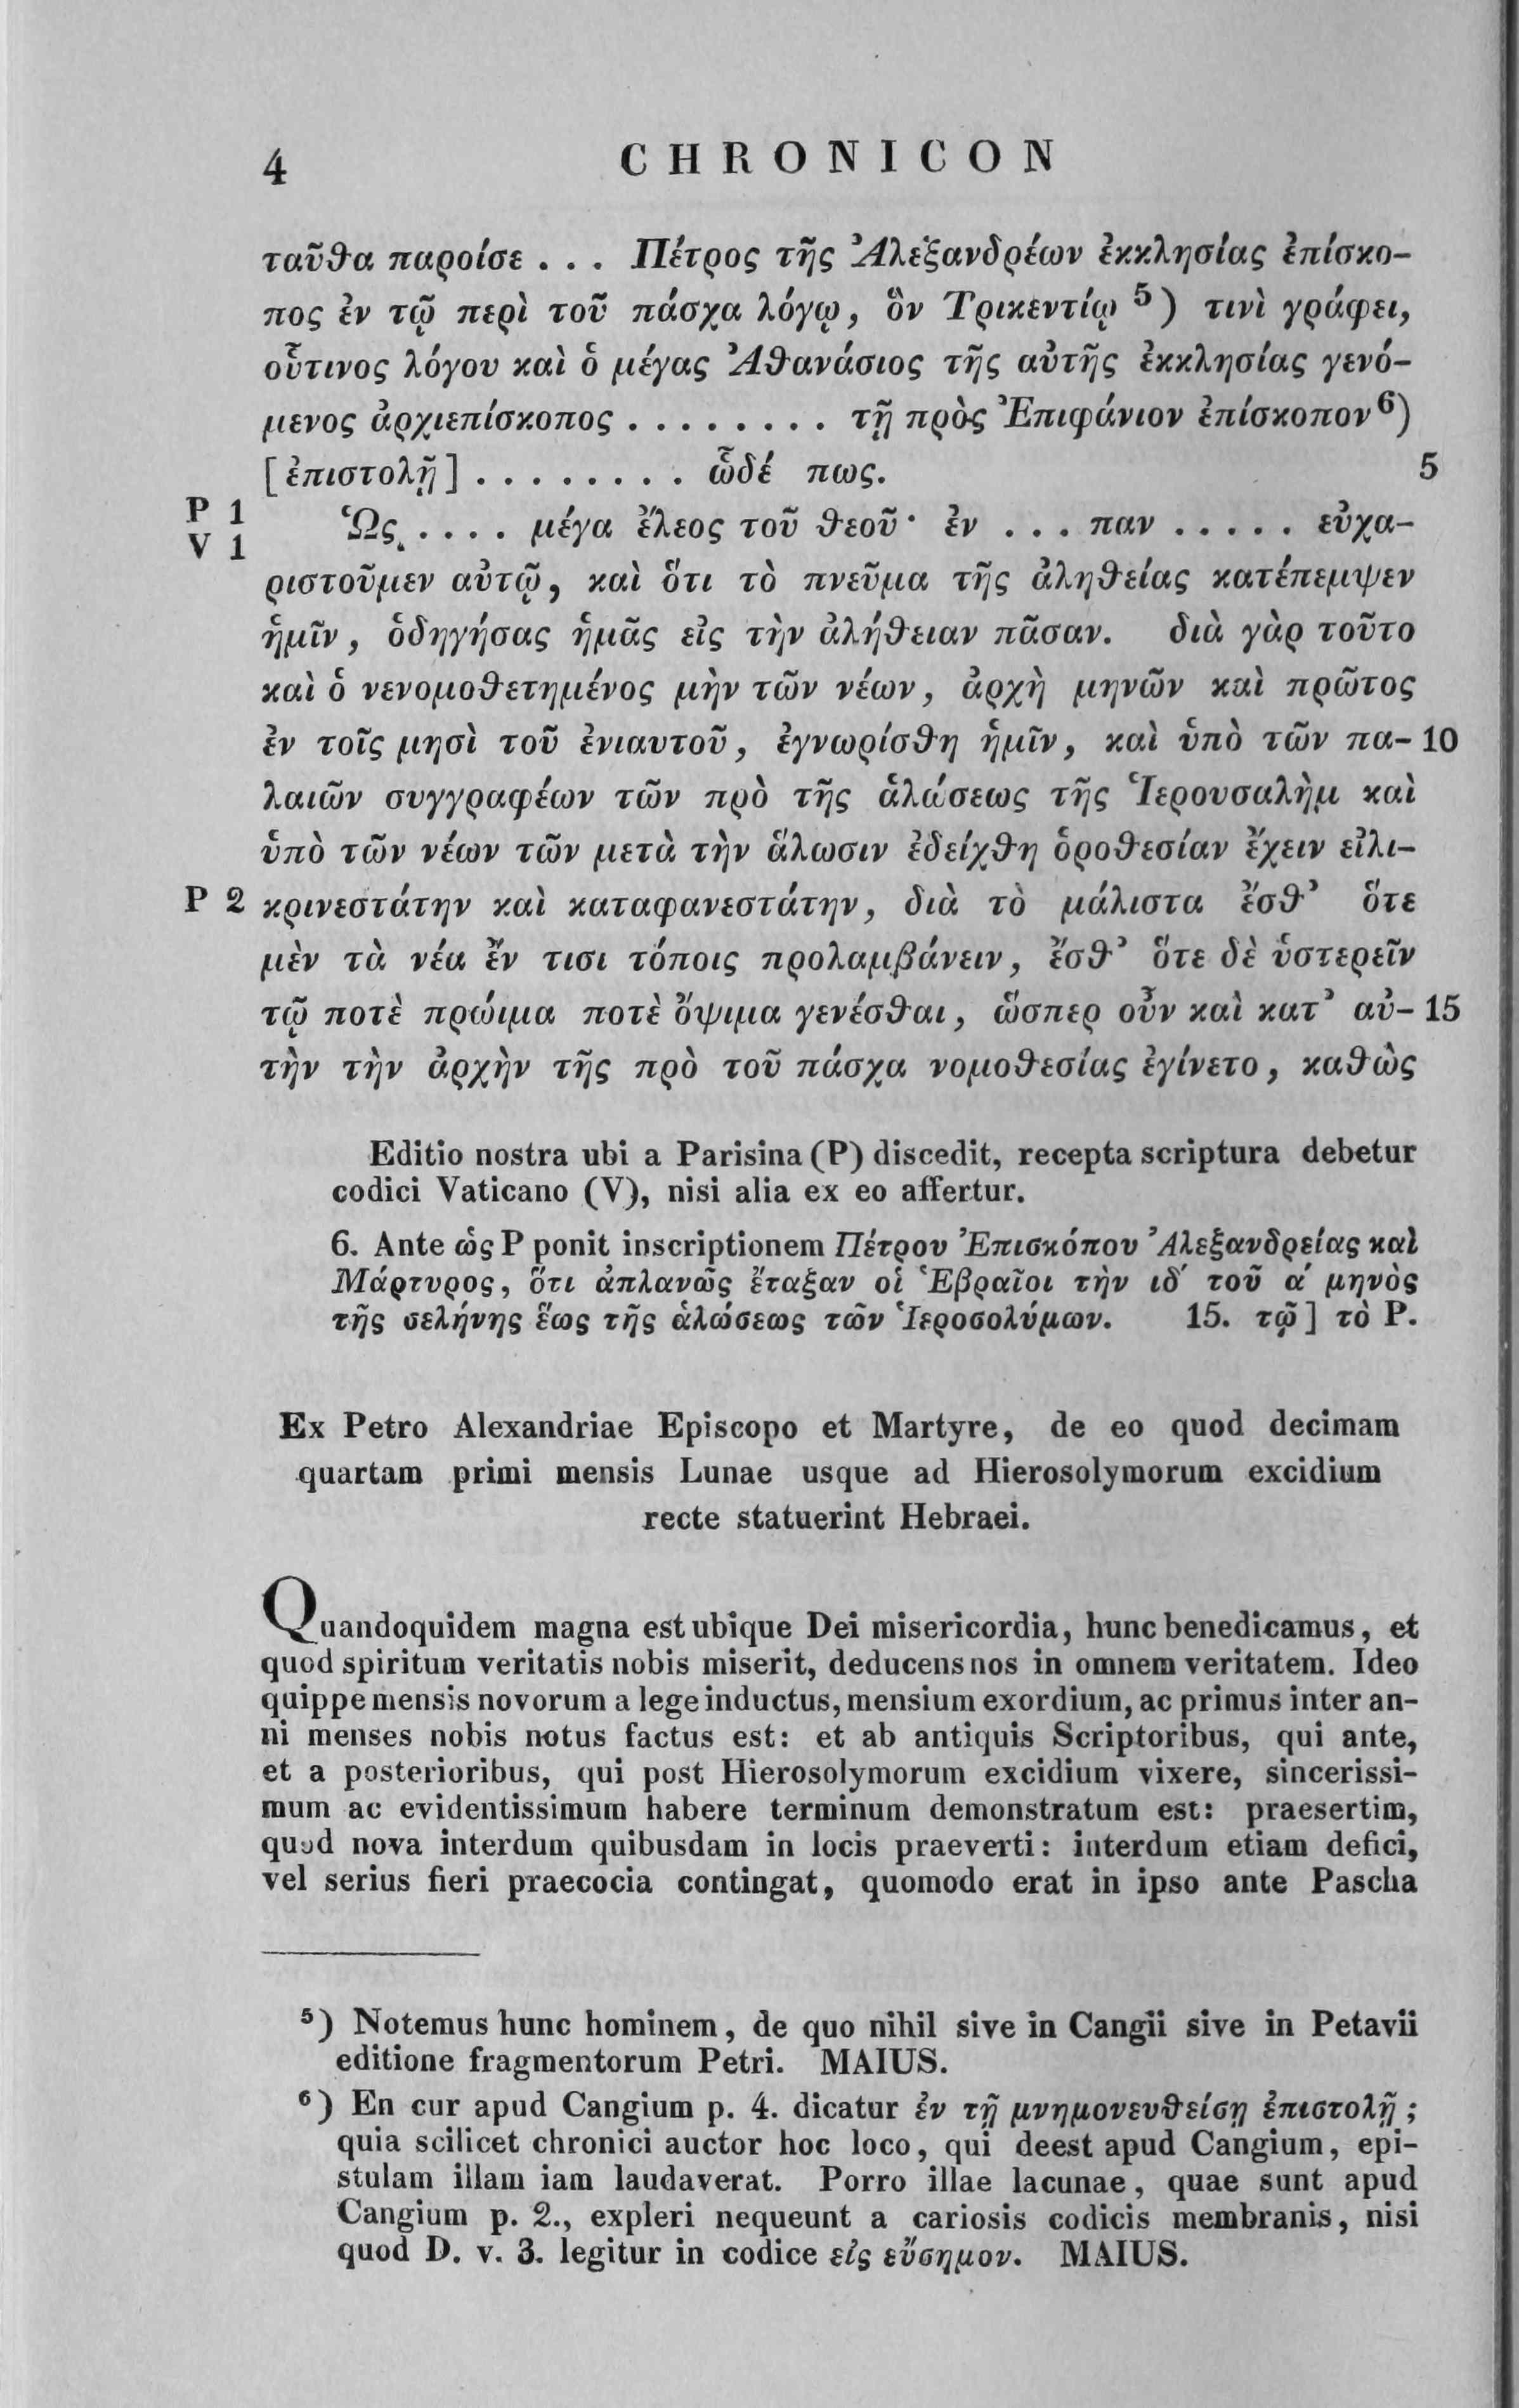 4 CHRONICON
ταῦθα παροίσε . . . Πέτρος τῆς Ἀλεξανδρέων ἐκκλησίας ἐπίσκο-
πος ἐν τῷ περὶ τοῦ πάσχα λόγῳ, ὃν Τρικεντίῳ ⁵) τινὶ γράφει,
οὗτινος λόγου καὶ ὁ μέγας Ἀθανάσιος τῆς αὐτῆς ἐκκλησίας γενό-
μενος ἀρχιεπίσκοπος . . . . . . . . τῇ πρὸς Ἐπιφάνιον ἐπίσκοπον ⁶)
[ἐπιστολῇ] . . . . . . . . ὧδέ πως. 5
P 1 Ὡς . . . . μέγα ἔλεος τοῦ θεοῦ· ἐν . . . παν . . . . . εὐχα-
V 1
ριστοῦμεν αὐτῷ, καὶ ὅτι τὸ πνεῦμα τῆς ἀληθείας κατέπεμψεν
ἡμῖν, ὁδηγήσας ἡμᾶς εἰς τὴν ἀλήθειαν πᾶσαν. διὰ γὰρ τοῦτο
καὶ ὁ νενομοθετημένος μὴν τῶν νέων, ἀρχὴ μηνῶν καὶ πρῶτος
ἐν τοῖς μησὶ τοῦ ἐνιαυτοῦ, ἐγνωρίσθη ἡμῖν, καὶ ὑπὸ τῶν πα- 10
λαιῶν συγγραφέων τῶν πρὸ τῆς ἁλώσεως τῆς Ἱερουσαλὴμ καὶ
ὑπὸ τῶν νέων τῶν μετὰ τὴν ἅλωσιν ἐδείχθη ὁροθεσίαν ἔχειν εἰλι-
P 2 κρινεστάτην καὶ καταφανεστάτην, διὰ τὸ μάλιστα ἔσθ’ ὅτε
μὲν τὰ νέα ἔν τισι τόποις προλαμβάνειν, ἔσθ’ ὅτε δὲ ὑστερεῖν
τῷ ποτὲ πρώιμα ποτὲ ὄψιμα γενέσθαι, ὥσπερ οὖν καὶ κατ’ αὐ- 15
τὴν τὴν ἀρχὴν τῆς πρὸ τοῦ πάσχα νομοθεσίας ἐγίνετο, καθὼς
Editio nostra ubi a Parisina (P) discedit, recepta scriptura debetur
codici Vaticano (V), nisi alia ex eo affertur.
6. Ante ὡς P ponit inscriptionem Πέτρου Ἐπισκόπου Ἀλεξανδρείας καὶ
Μάρτυρος, ὅτι ἀπλανῶς ἔταξαν οἱ Ἑβραῖοι τὴν ιδ´ τοῦ α´ μηνὸς
τῆς σελήνης ἕως τῆς ἁλώσεως τῶν Ἱεροσολύμων. 15. τῷ] τὸ P.
Ex Petro Alexandriae Episcopo et Martyre, de eo quod decimam
quartam primi mensis Lunae usque ad Hierosolymorum excidium
recte statuerint Hebraei.
Quandoquidem magna est ubique Dei misericordia, hunc benedicamus, et
quod spiritum veritatis nobis miserit, deducens nos in omnem veritatem. Ideo
quippe mensis novorum a lege inductus, mensium exordium, ac primus inter an-
ni menses nobis notus factus est: et ab antiquis Scriptoribus, qui ante,
et a posterioribus, qui post Hierosolymorum excidium vixere, sincerissi-
mum ac evidentissimum habere terminum demonstratum est: praesertim,
quod nova interdum quibusdam in locis praeverti: interdum etiam defici,
vel serius fieri praecocia contingat, quomodo erat in ipso ante Pascha
⁵) Notemus hunc hominem, de quo nihil sive in Cangii sive in Petavii
editione fragmentorum Petri. MAIUS.
⁶) En cur apud Cangium p. 4. dicatur ἐν τῇ μνημονευθείσῃ ἐπιστολῇ;
quia scilicet chronici auctor hoc loco, qui deest apud Cangium, epi-
stulam illam iam laudaverat. Porro illae lacunae, quae sunt apud
Cangium p. 2., expleri nequeunt a cariosis codicis membranis, nisi
quod D. v. 3. legitur in codice εἰς εὔσημον. MAIUS.